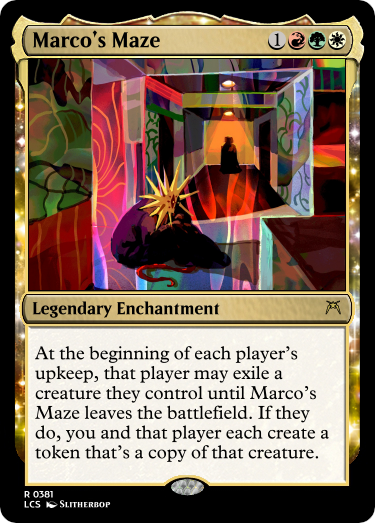 Marco's Maze 1
Legendary Enchantment
At the beginning of each player's
upkeep, that player may exile a
creature they control until Marco's
Maze leaves the battlefield. If they
do, you and that player each create a
token that's a copy of that creature.
R 0381
LCS SLITHERBOP